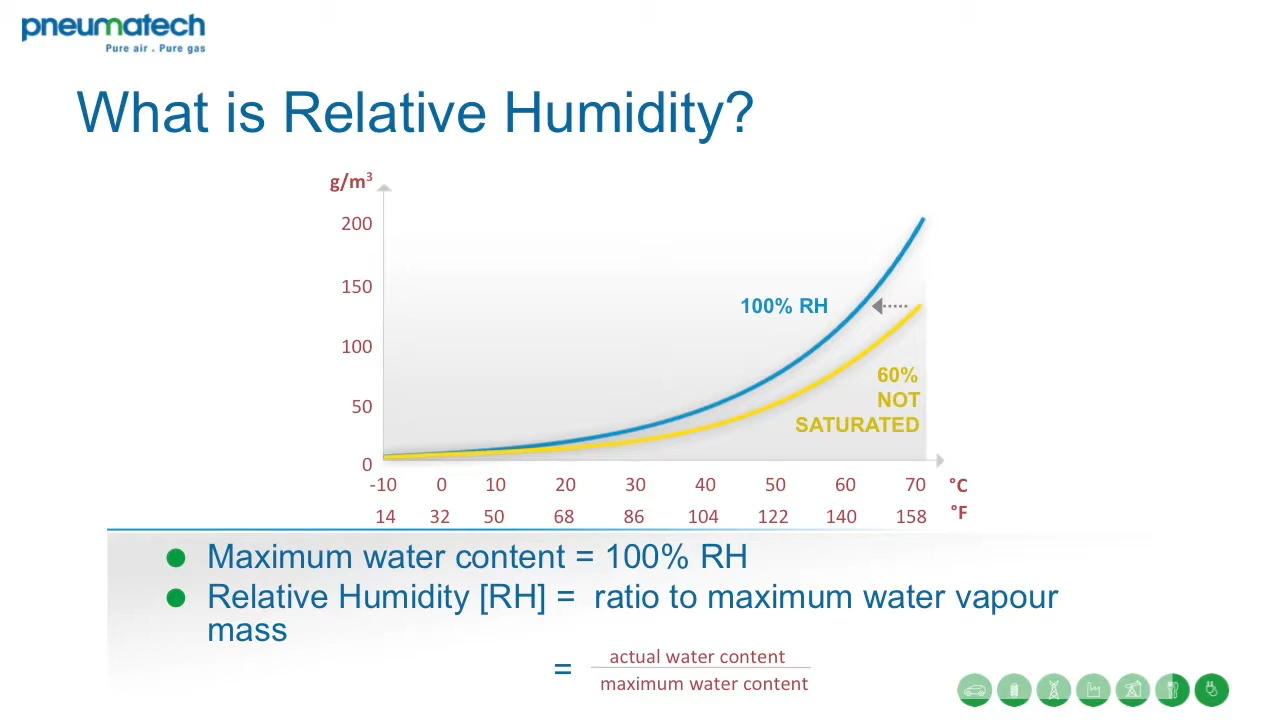 pneumatech
Pure air . Pure gas
What is Relative Humidity?
g/m³
200
150
100
50
0
100% RH
60%
NOT
SATURATED
-10 0 10 20 30 40 50 60 70 °C
14 32 50 68 86 104 122 140 158 °F
Maximum water content = 100% RH
Relative Humidity [RH] = ratio to maximum water vapour
mass
= actual water content
maximum water content